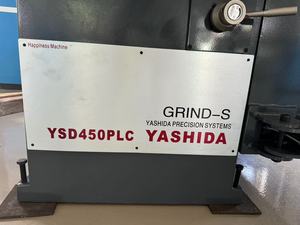 Happiness Machine
GRIND-S
YASHIDA PRECISION SYSTEMS
YSD450PLC YASHIDA